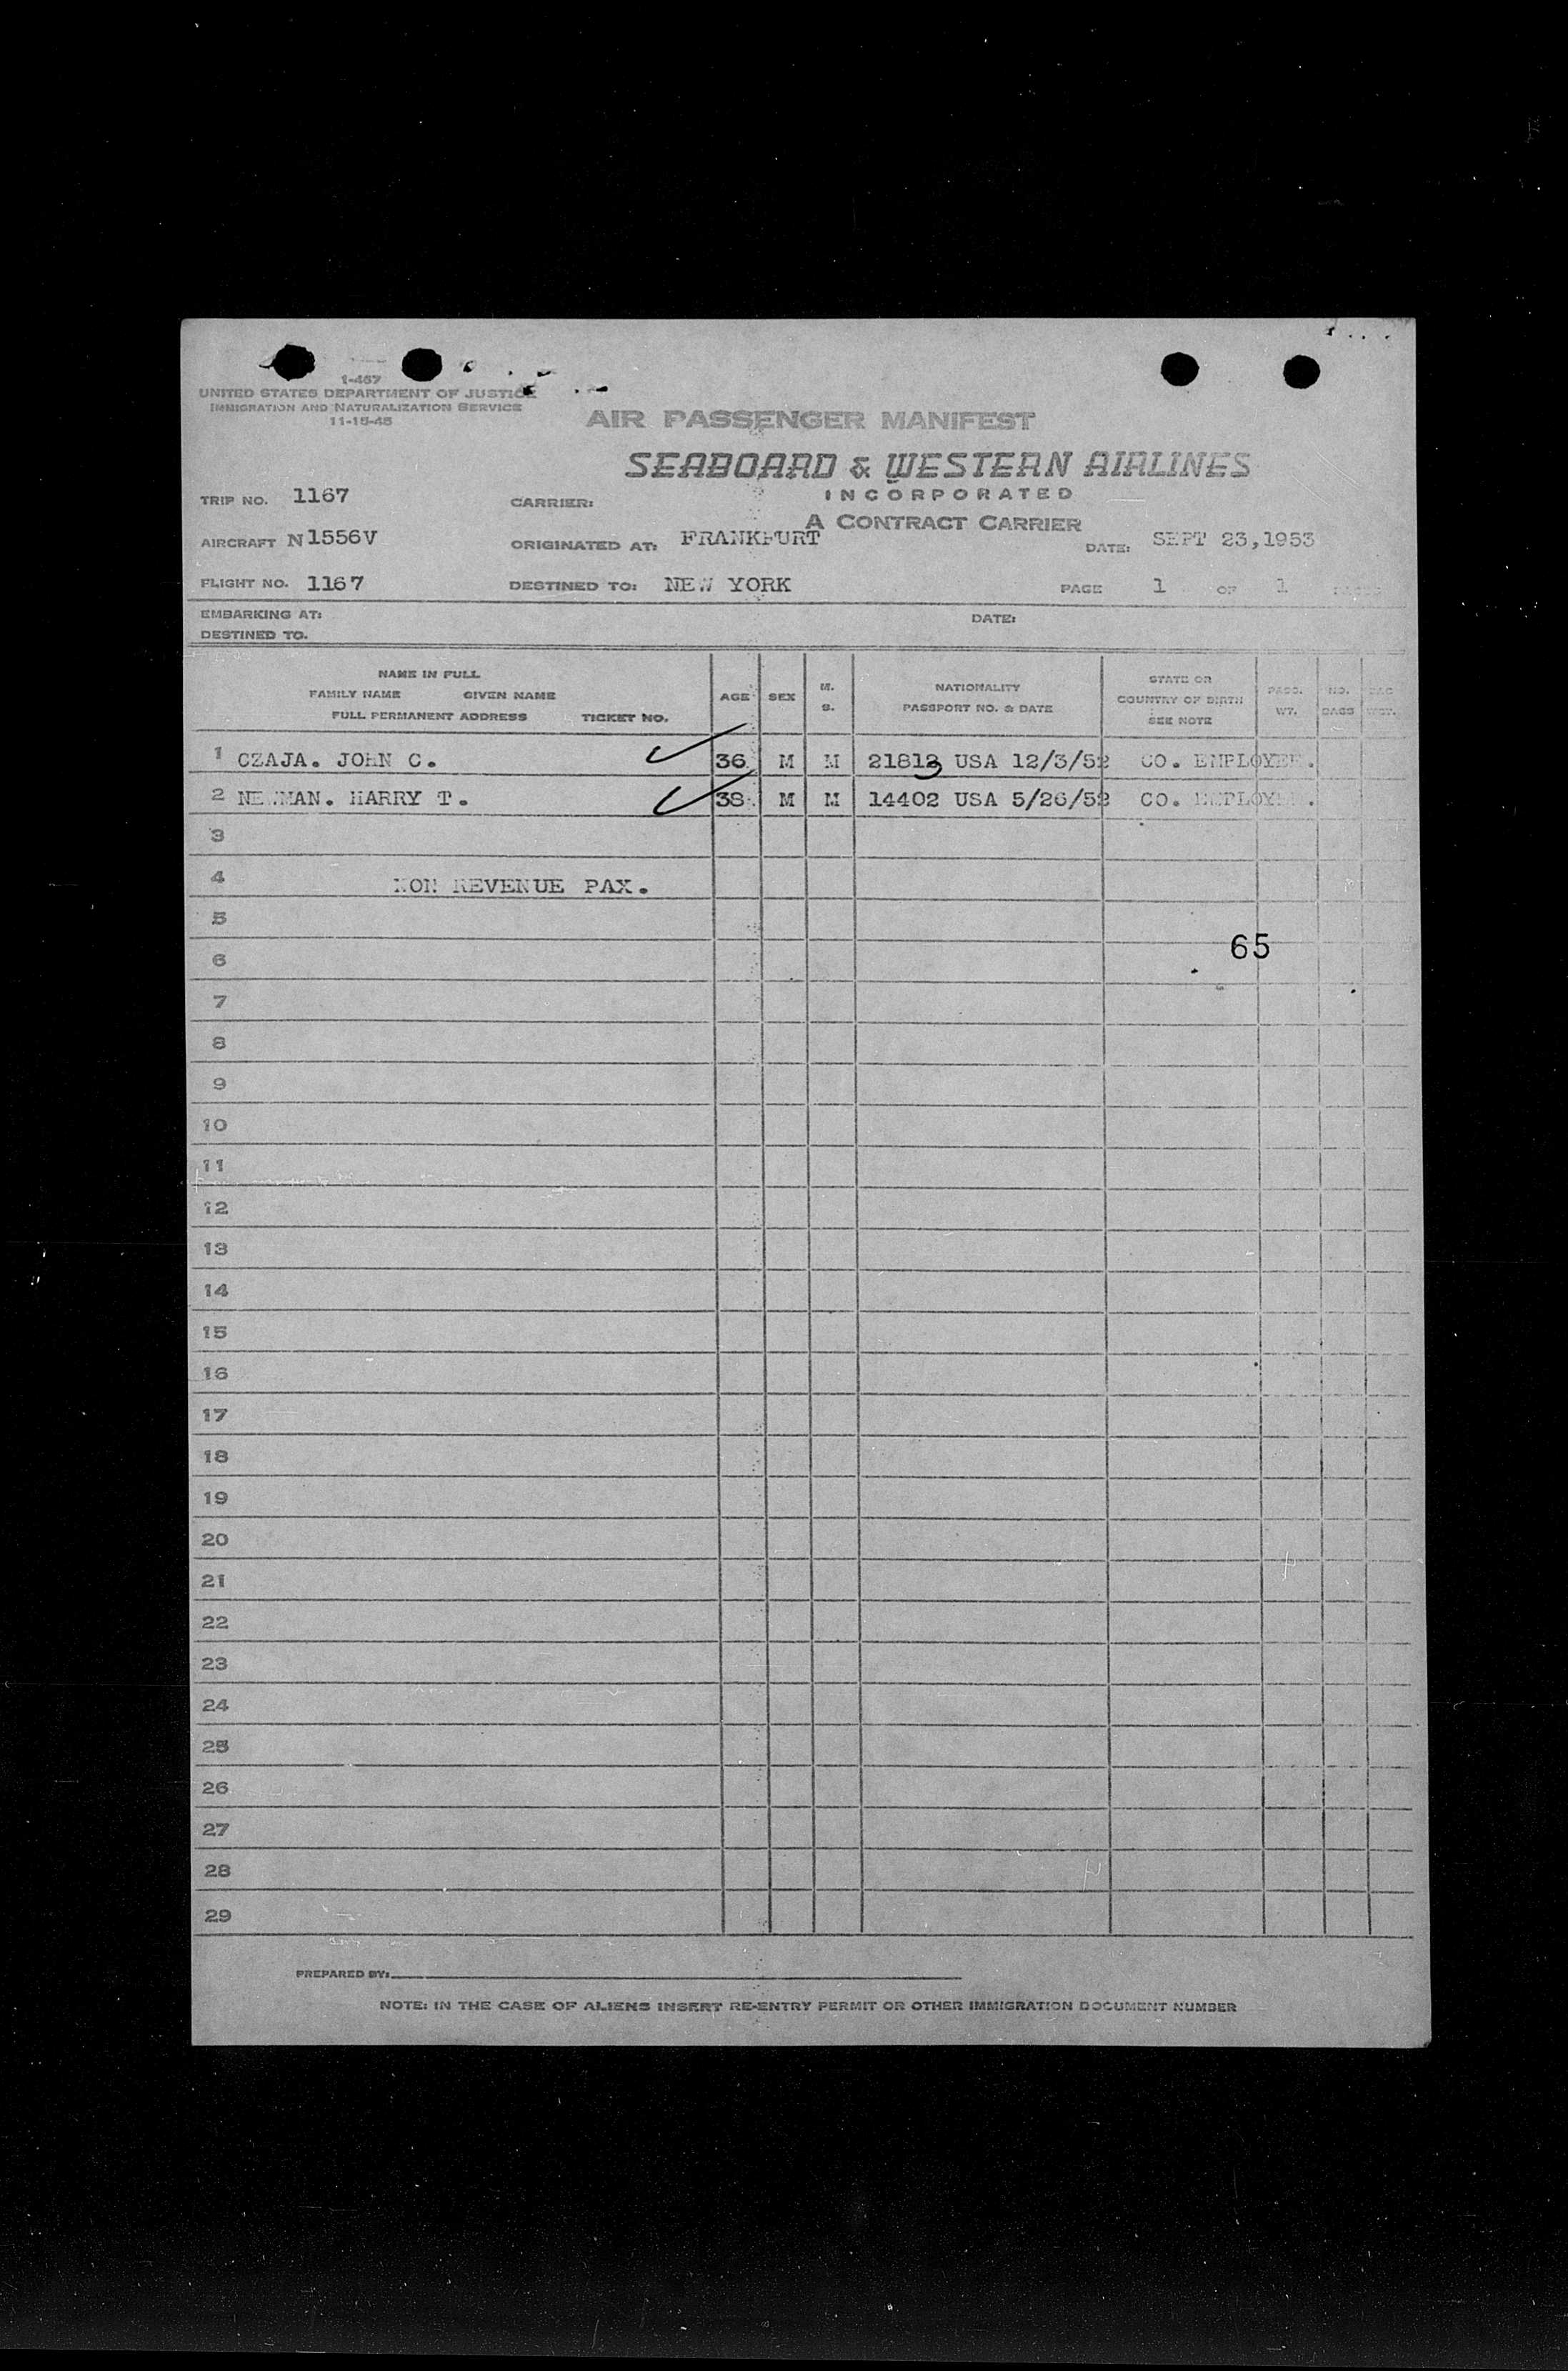 1-467
UNITED STATES DEPARTMENT OF JUSTICE
IMMIGRATION AND NATURALIZATION SERVICE
11-15-45
AIR PASSENGER MANIFEST
SEABOARD & WESTERN AIRLINES
INCORPORATED
A CONTRACT CARRIER
TRIP NO. 1167 CARRIER:
AIRCRAFT N1556V ORIGINATED AT: FRANKFURT DATE: SEPT 23,1953
FLIGHT NO. 1167 DESTINED TO: NEW YORK PAGE 1 OF 1
EMBARKING AT: DATE:
DESTINED TO.
NAME IN FULL
FAMILY NAME GIVEN NAME
FULL PERMANENT ADDRESS TICKET NO.
AGE
SEX
M.
S.
NATIONALITY
PASSPORT NO. & DATE
STATE OR
COUNTRY OF BIRTH
SEE NOTE
PASS.
WT.
NO.
BAGS
1 CZAJA. JOHN C. 36 M M 21813 USA 12/3/52 CO. EMPLOYEE.
2 NEWMAN. HARRY T. 38 M M 14402 USA 5/26/52 CO. EMPLOYEE.
3
4 NON REVENUE PAX.
5
65
6
7
8
9
10
11
12
13
14
15
16
17
18
19
20
21
22
23
24
25
26
27
28
29
PREPARED BY:
NOTE: IN THE CASE OF ALIENS INSERT RE-ENTRY PERMIT OR OTHER IMMIGRATION DOCUMENT NUMBER